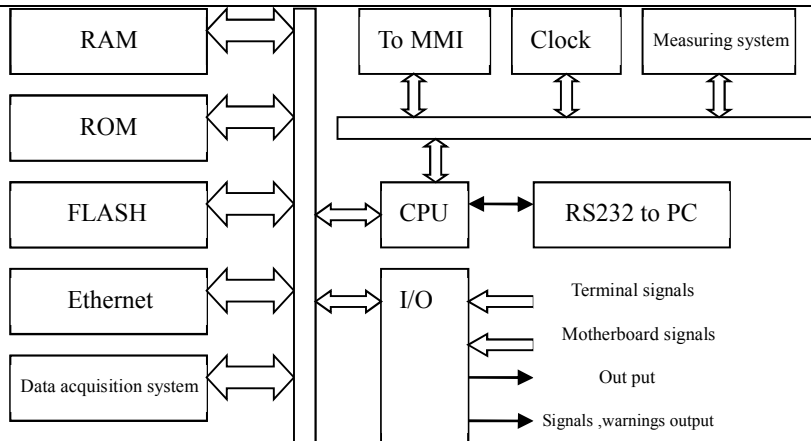 RAM
To MMI
Clock
Measuring system
ROM
FLASH
CPU
RS232 to PC
Ethernet
I/O
Terminal signals
Motherboard signals
Data acquisition system
Out put
Signals ,warnings output